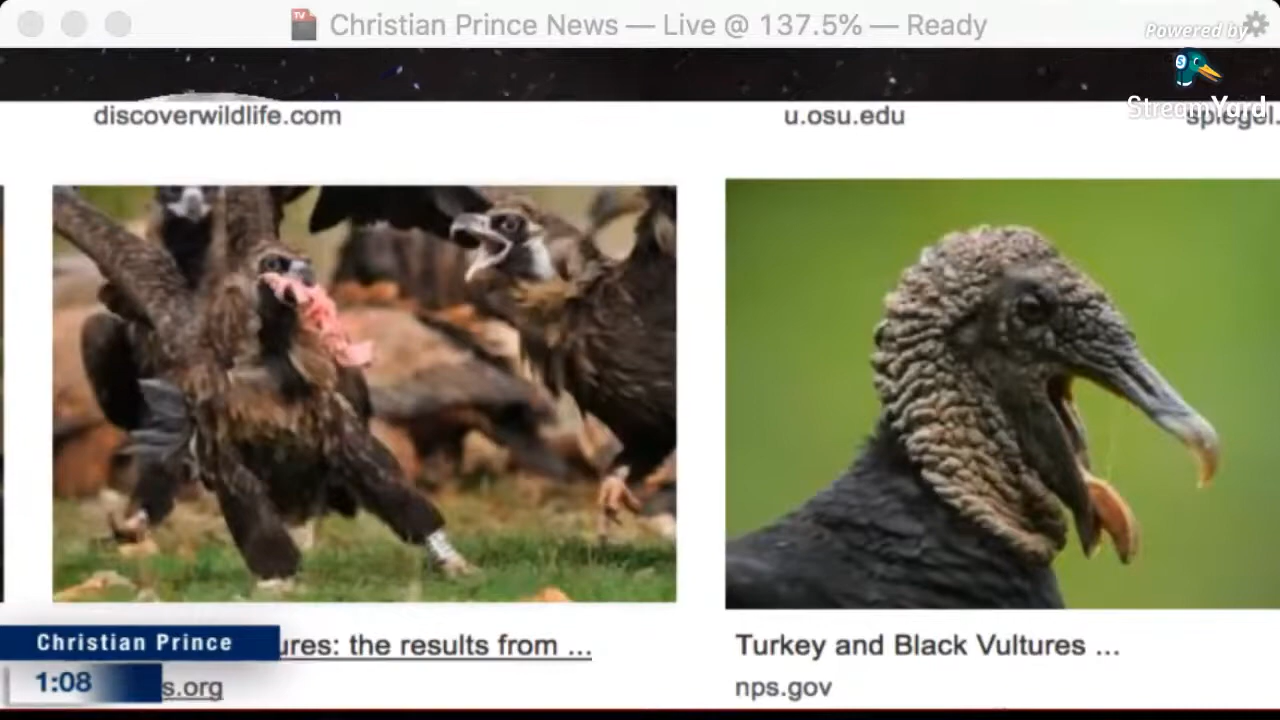 Christian Prince News — Live @ 137.5% — Ready
Powered by
StreamYard
discoverwildlife.com
u.osu.edu
spiegel.
Christian Prince
ures: the results from ...
1:08
s.org
Turkey and Black Vultures ...
nps.gov